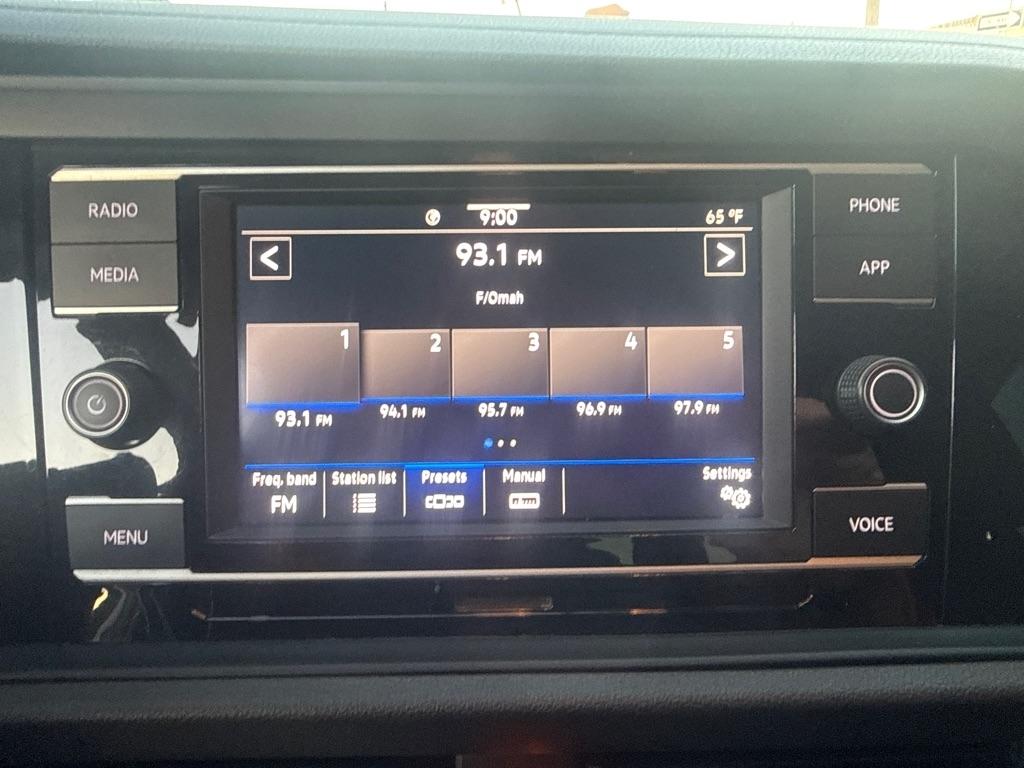 RADIO
MEDIA
MENU
PHONE
APP
VOICE
9:00
65 °F
<
93.1 FM
>
F/Omah
1
2
3
4
5
93.1 FM
94.1 FM
95.7 FM
96.9 FM
97.9 FM
Freq. band
FM
Station list
Presets
Manual
Settings